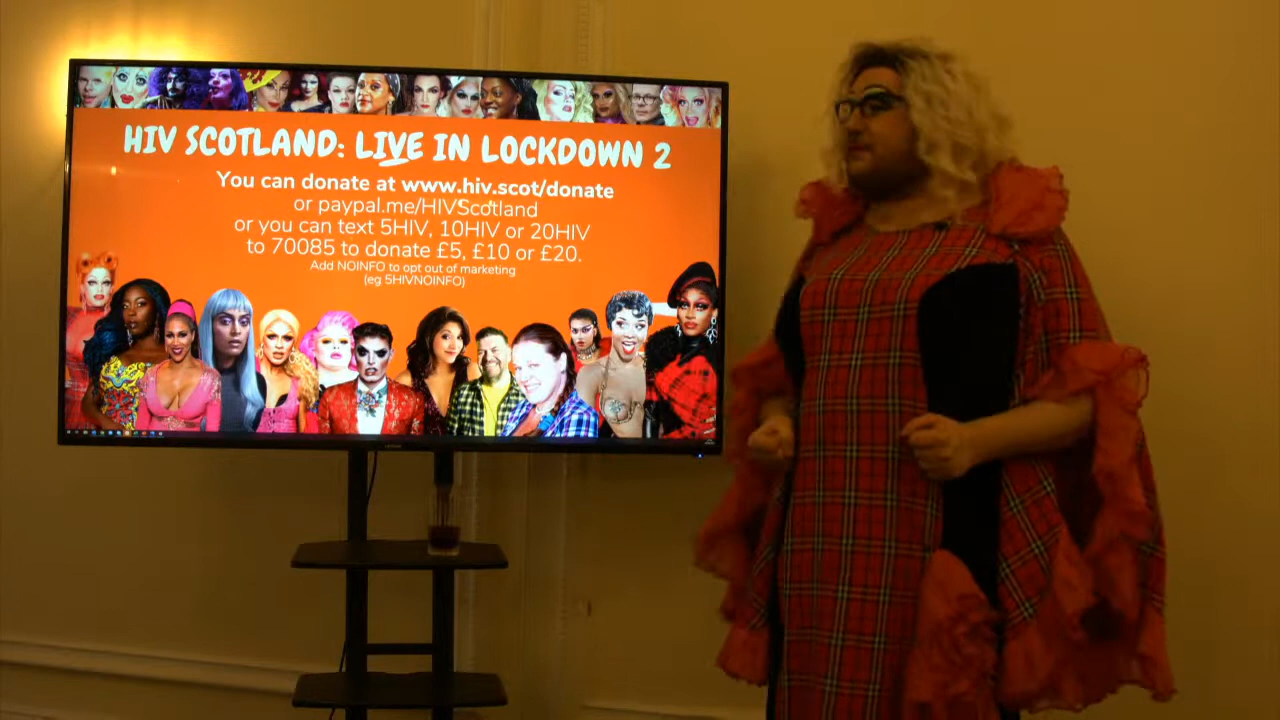 HIV SCOTLAND: LIVE IN LOCKDOWN 2
You can donate at www.hiv.scot/donate
or paypal.me/HIVScotland
or you can text 5HIV, 10HIV or 20HIV
to 70085 to donate £5, £10 or £20.
Add NOINFO to opt out of marketing
(eg 5HIVNOINFO)